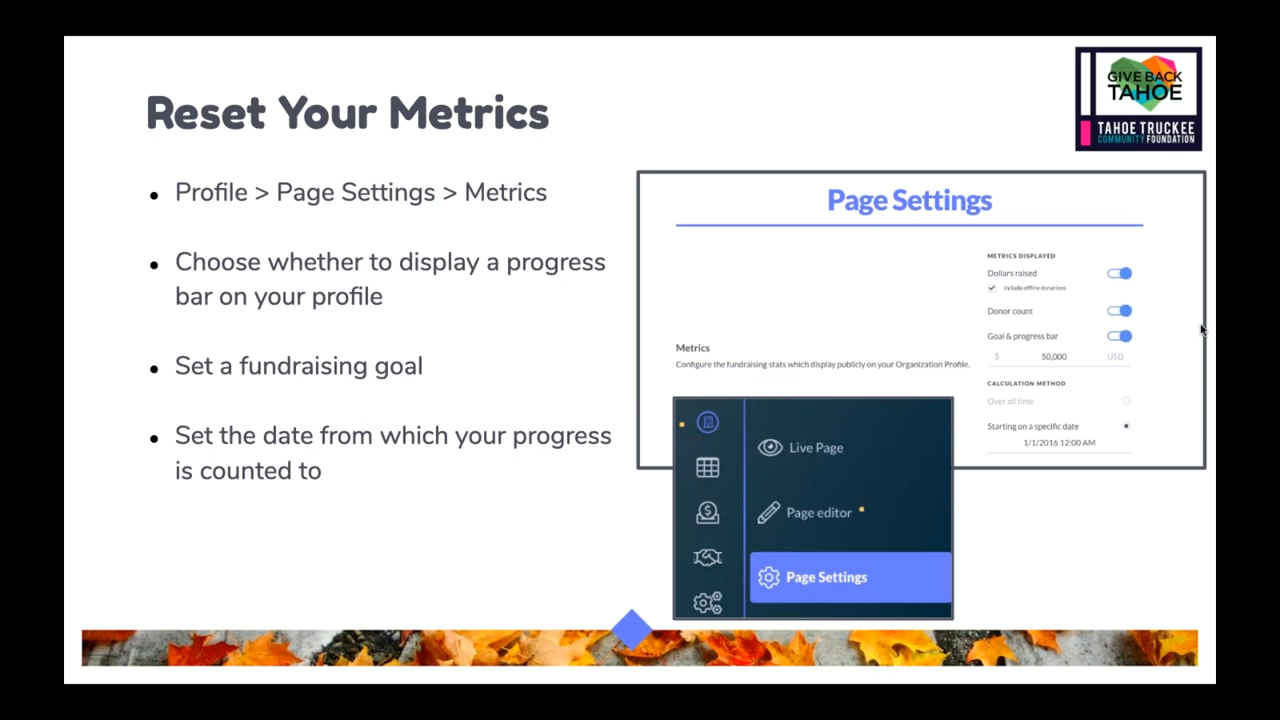 Reset Your Metrics
GIVE BACK
TAHOE
TAHOE TRUCKEE
COMMUNITY FOUNDATION
• Profile > Page Settings > Metrics
• Choose whether to display a progress
bar on your profile
• Set a fundraising goal
• Set the date from which your progress
is counted to
Page Settings
METRICS DISPLAYED
Dollars raised
Include offline donations
Donor count
Goal & progress bar
$ 50,000 USD
Metrics
Configure the fundraising stats which display publicly on your Organization Profile.
CALCULATION METHOD
Over all time
Starting on a specific date
1/1/2016 12:00 AM
Live Page
Page editor
Page Settings